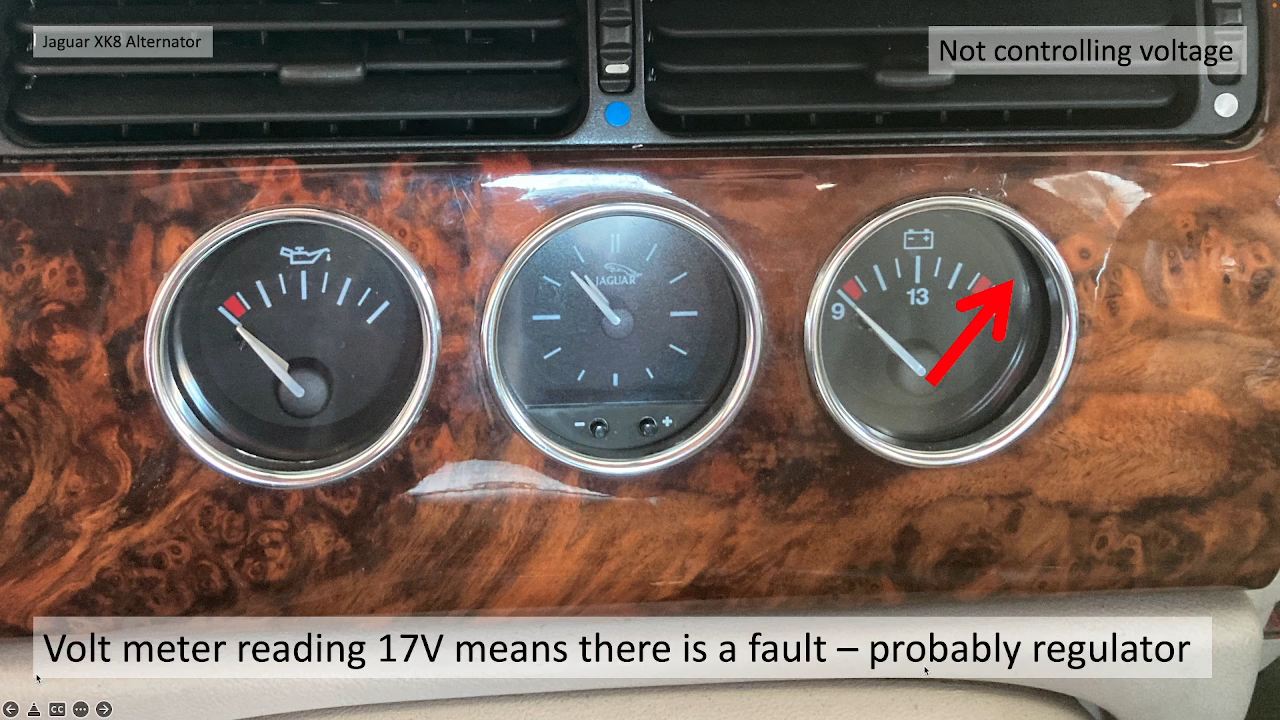 Jaguar XK8 Alternator
Not controlling voltage
JAGUAR
9
13
Volt meter reading 17V means there is a fault – probably regulator
CC